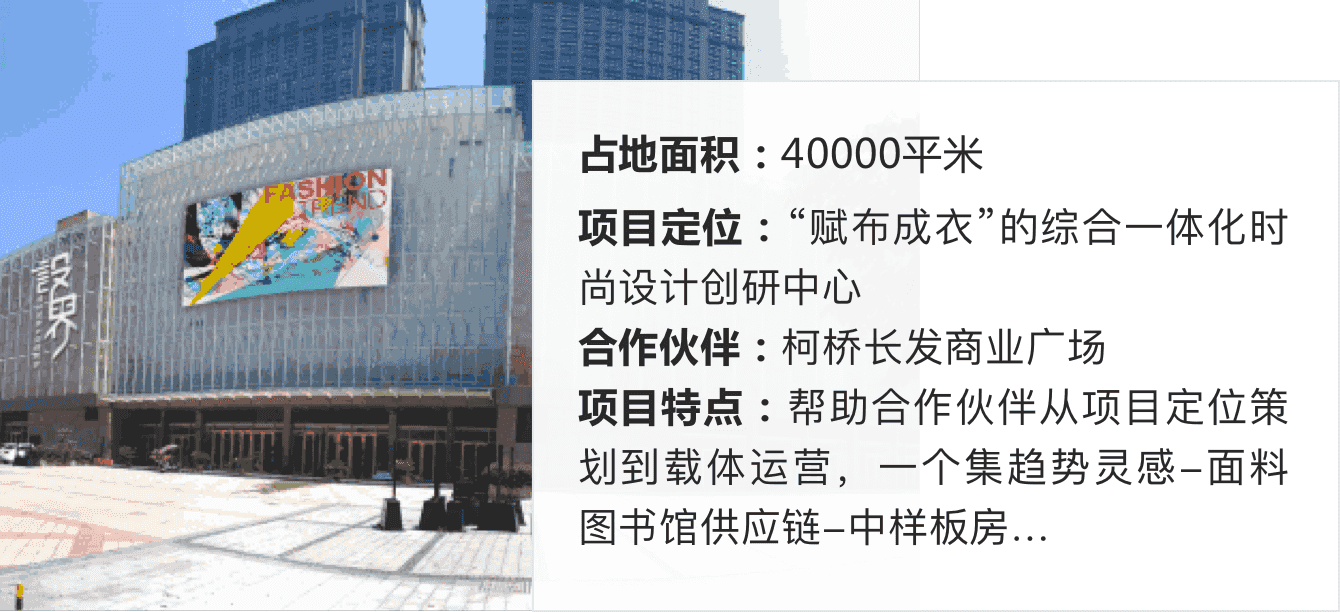 FASHION
TREND
設界
占地面积：40000平米
项目定位：“赋布成衣”的综合一体化时
尚设计创研中心
合作伙伴：柯桥长发商业广场
项目特点：帮助合作伙伴从项目定位策
划到载体运营，一个集趋势灵感–面料
图书馆供应链–中样板房…